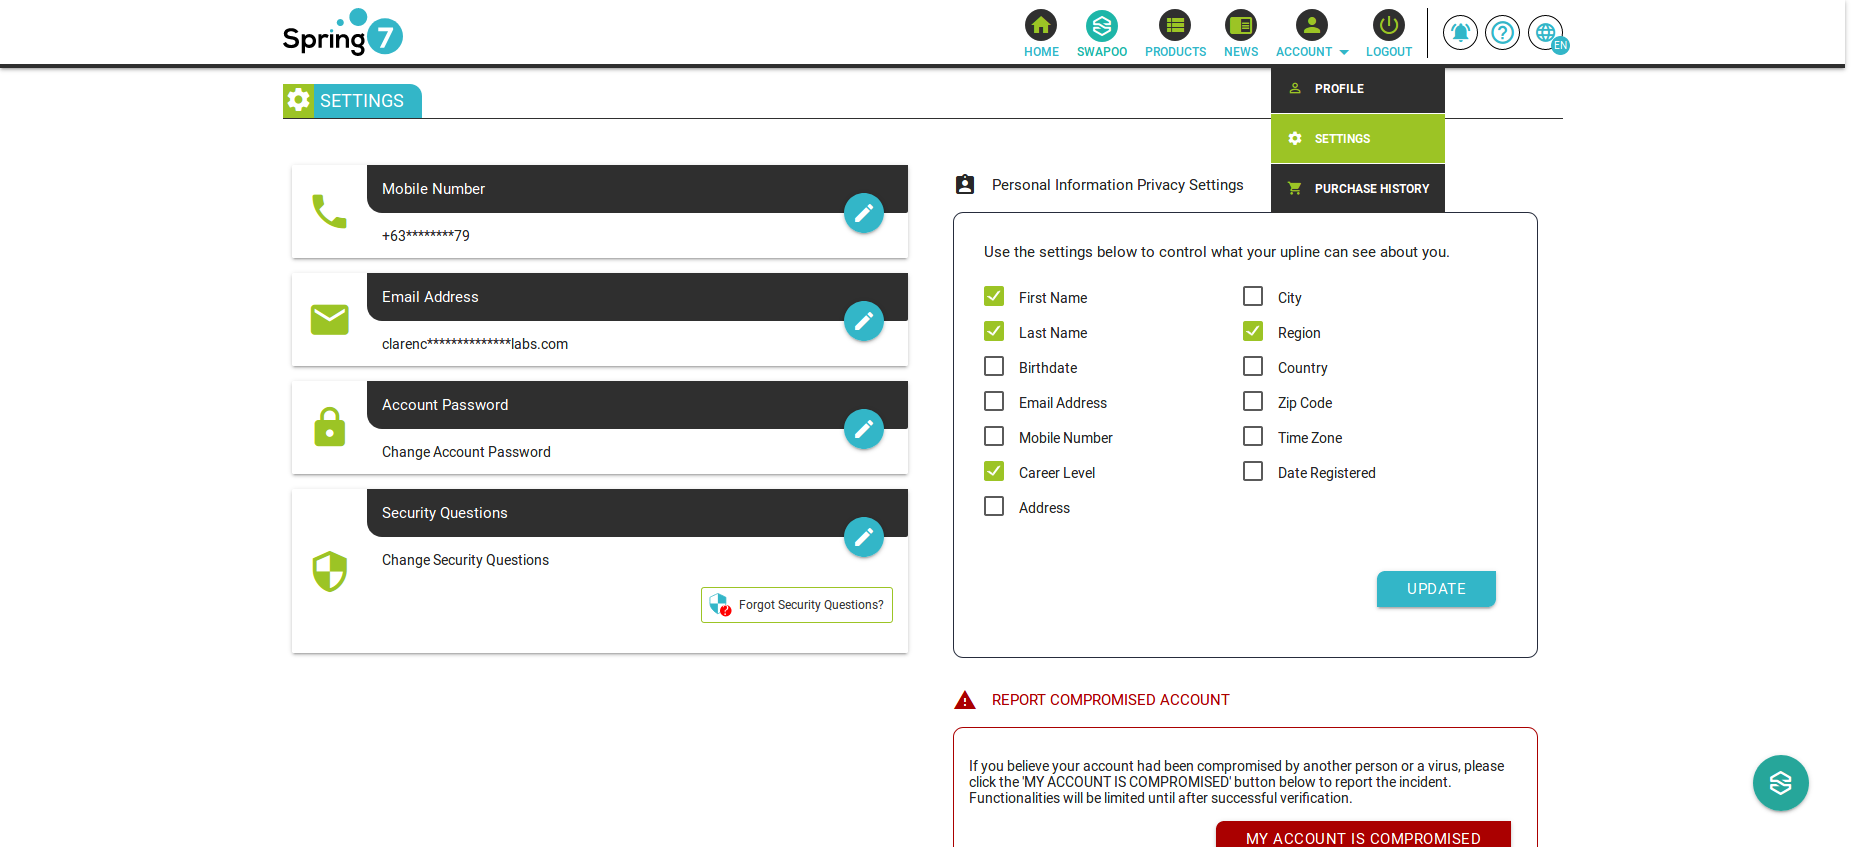 Spring 7
HOME
SWAPOO
PRODUCTS
NEWS
ACCOUNT
LOGOUT
EN
PROFILE
SETTINGS
PURCHASE HISTORY
SETTINGS
Mobile Number
+63********79
Email Address
clarenc**************labs.com
Account Password
Change Account Password
Security Questions
Change Security Questions
Forgot Security Questions?
Personal Information Privacy Settings
Use the settings below to control what your upline can see about you.
First Name
Last Name
Birthdate
Email Address
Mobile Number
Career Level
Address
City
Region
Country
Zip Code
Time Zone
Date Registered
UPDATE
REPORT COMPROMISED ACCOUNT
If you believe your account had been compromised by another person or a virus, please
click the 'MY ACCOUNT IS COMPROMISED' button below to report the incident.
Functionalities will be limited until after successful verification.
MY ACCOUNT IS COMPROMISED